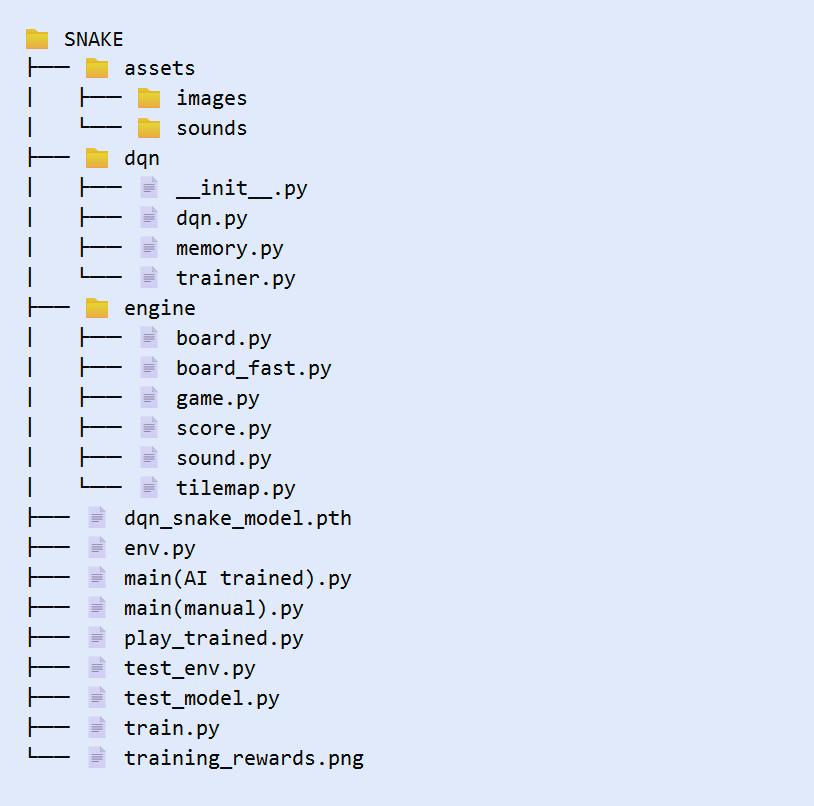 SNAKE
assets
images
sounds
dqn
__init__.py
dqn.py
memory.py
trainer.py
engine
board.py
board_fast.py
game.py
score.py
sound.py
tilemap.py
dqn_snake_model.pth
env.py
main(AI trained).py
main(manual).py
play_trained.py
test_env.py
test_model.py
train.py
training_rewards.png